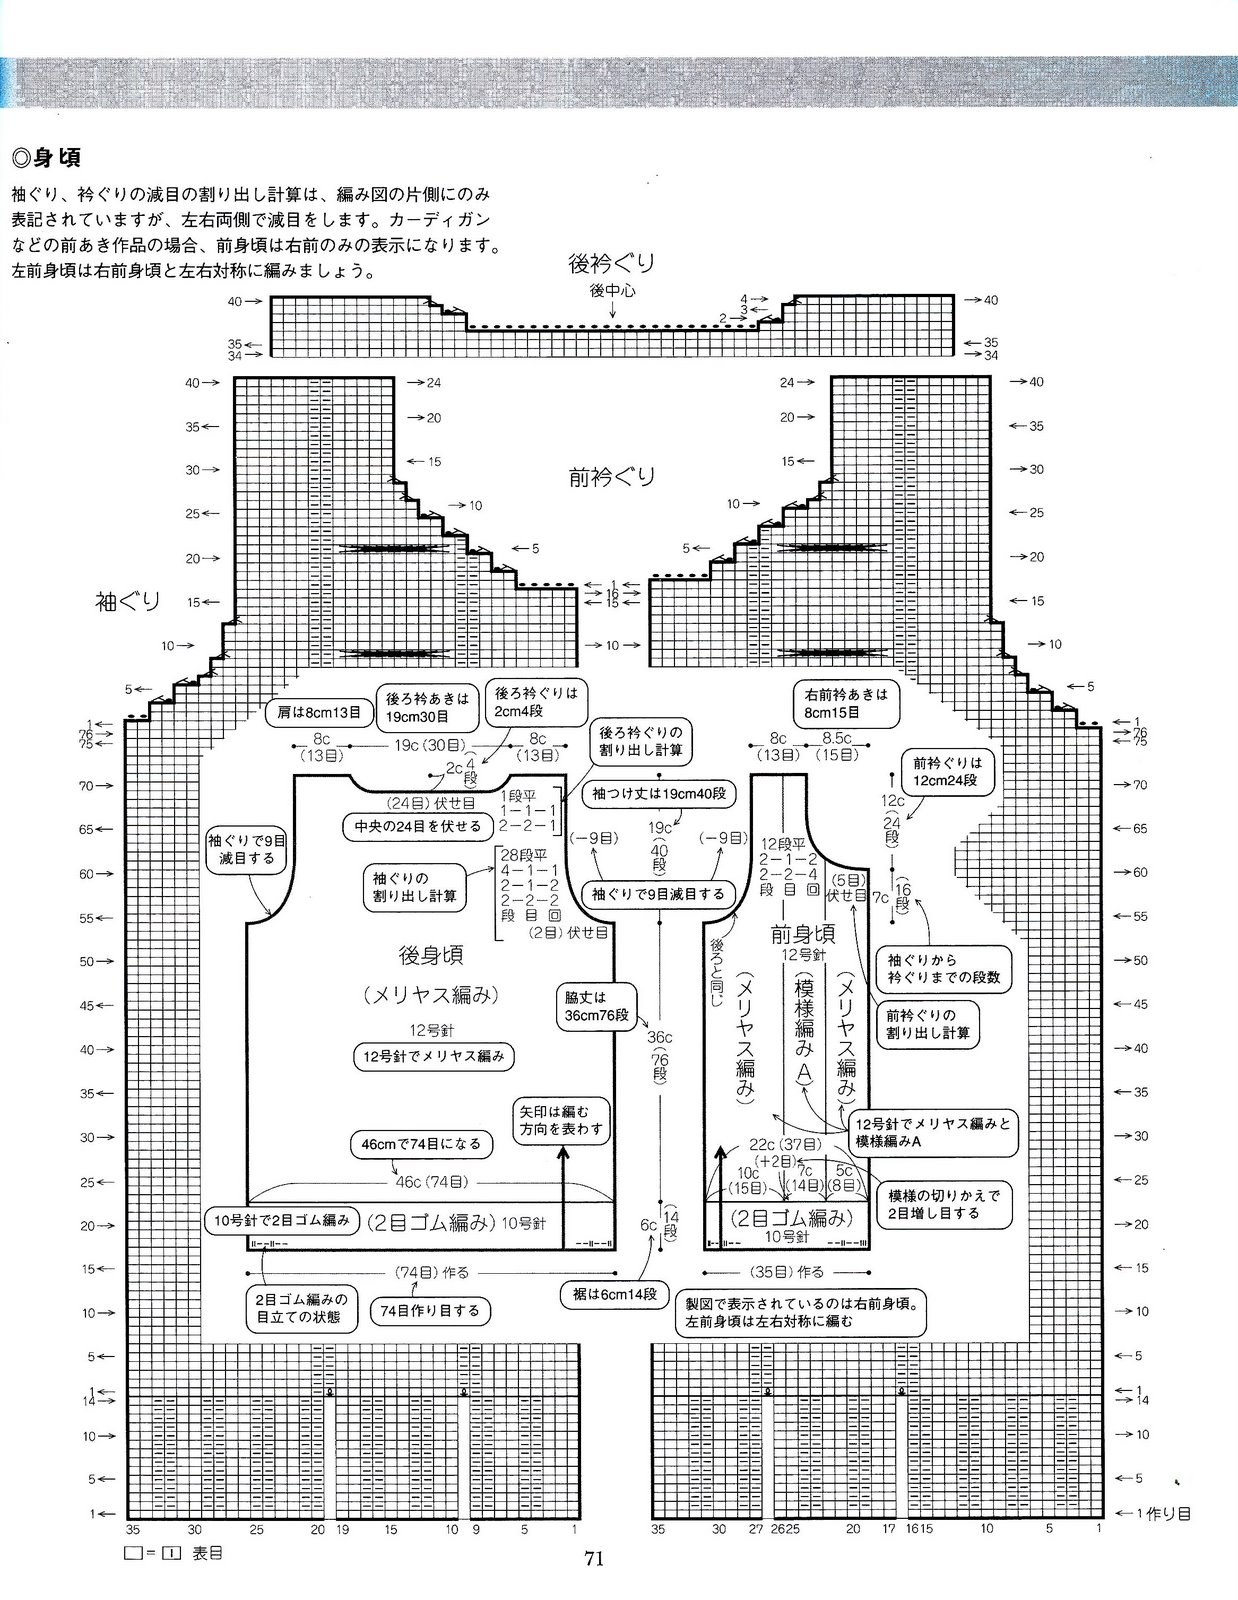 ◎身頃
袖ぐり、衿ぐりの減目の割り出し計算は、編み図の片側にのみ
表記されていますが、左右両側で減目をします。カーディガン
などの前あき作品の場合、前身頃は右前のみの表示になります。
左前身頃は右前身頃と左右対称に編みましょう。
後衿ぐり
後中心
40
35
34
4
3
2
40
35
34
前衿ぐり
袖ぐり
40
35
30
25
20
15
10
5
1
76
75
24
20
15
10
5
1
16
15
10
24
20
15
10
5
40
35
30
25
20
15
10
5
1
76
75
肩は8cm13目
後ろ衿あきは
19cm30目
後ろ衿ぐりは
2cm4段
後ろ衿ぐりの
割り出し計算
右前衿あきは
8cm15目
8c
(13目)
19c (30目)
8c
(13目)
2c(4段)
(24目) 伏せ目
中央の24目を伏せる
1段平
1-1-1
2-2-1
袖ぐりで9目
減目する
袖ぐりの
割り出し計算
28段平
4-1-1
2-1-2
2-2-2
段 目 回
(2目) 伏せ目
袖つけ丈は19cm40段
(-9目)
19c
(40段)
(-9目)
袖ぐりで9目減目する
8c
(13目)
8.5c
(15目)
前衿ぐりは
12cm24段
12c
(24段)
12段平
2-1-2
2-2-4
段 目 回
(5目)
伏せ目
7c
(16段)
袖ぐりから
衿ぐりまでの段数
前衿ぐりの
割り出し計算
後身頃
(メリヤス編み)
12号針
12号針でメリヤス編み
脇丈は
36cm76段
36c
(76段)
前身頃
12号針
後ろと同じ
(メリヤス編み)
(模様編みA)
(メリヤス編み)
12号針でメリヤス編みと
模様編みA
矢印は編む
方向を表わす
46cmで74目になる
46c (74目)
22c (37目)
(+2目)
10c
(15目)
7c
(14目)
5c
(8目)
模様の切りかえで
2目増し目する
10号針で2目ゴム編み
(2目ゴム編み) 10号針
6c
(14段)
(2目ゴム編み)
10号針
(74目) 作る
(35目) 作る
2目ゴム編みの
目立ての状態
74目作り目する
裾は6cm14段
製図で表示されているのは右前身頃。
左前身頃は左右対称に編む
70
65
60
55
50
45
40
35
30
25
20
15
10
5
1
14
10
5
1
70
65
60
55
50
45
40
35
30
25
20
15
10
5
1
14
10
5
1 作り目
35 30 25 20 19 15 10 9 5 1
35 30 27 26 25 20 17 16 15 10 5 1
□=□ 表目
71